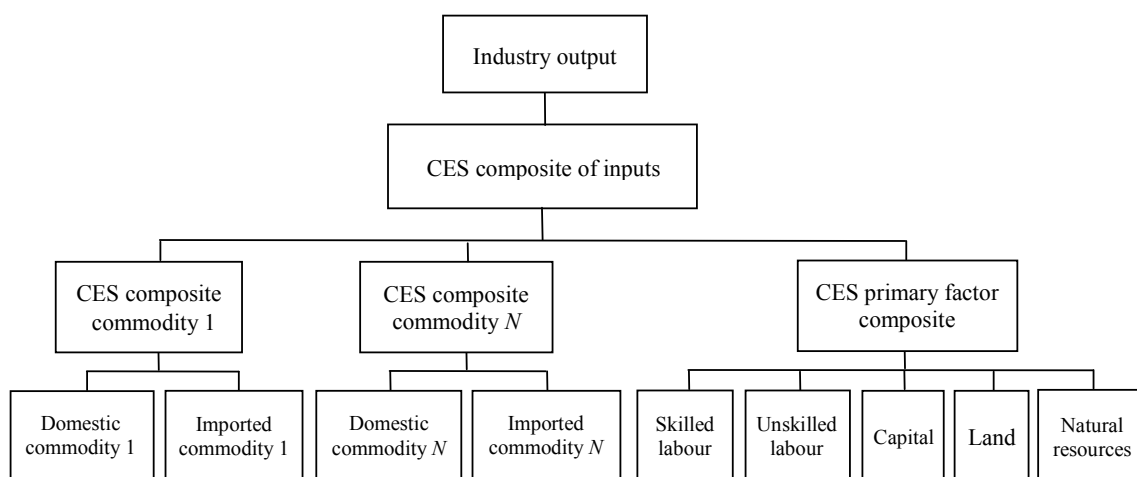 Industry output
CES composite of inputs
CES composite
commodity 1
CES composite
commodity N
CES primary factor
composite
Domestic
commodity 1
Imported
commodity 1
Domestic
commodity N
Imported
commodity N
Skilled
labour
Unskilled
labour
Capital
Land
Natural
resources